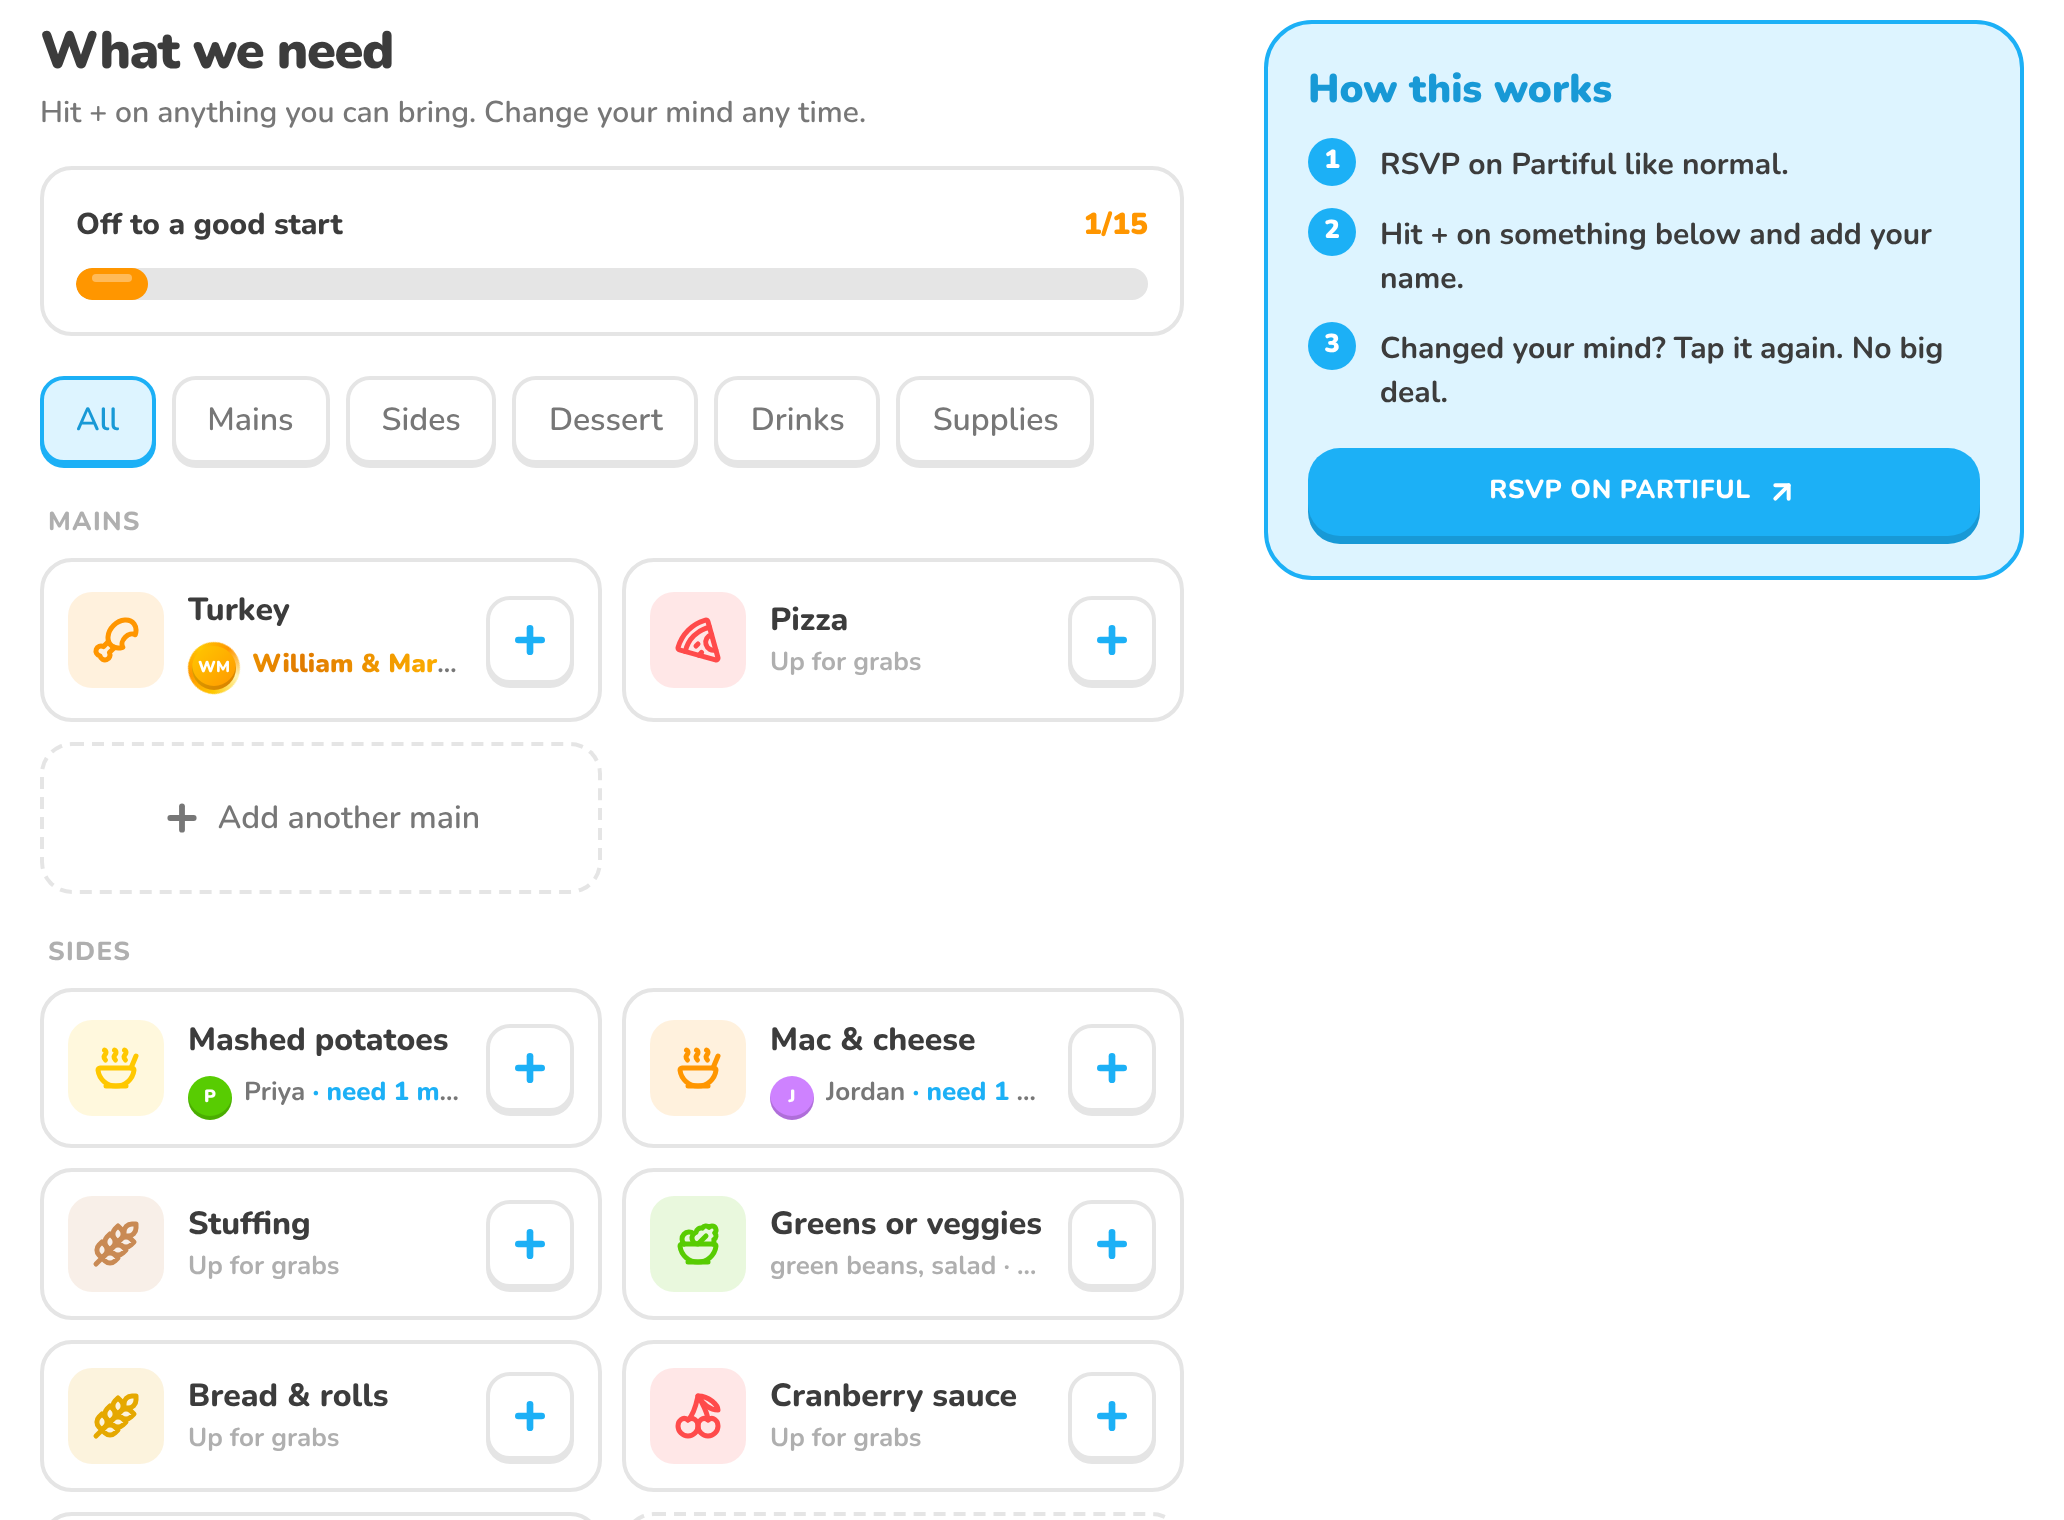 What we need
Hit + on anything you can bring. Change your mind any time.
Off to a good start
1/15
All
Mains
Sides
Dessert
Drinks
Supplies
MAINS
Turkey
WM William & Mar...
Pizza
Up for grabs
+ Add another main
SIDES
Mashed potatoes
P Priya · need 1 m...
Mac & cheese
J Jordan · need 1 ...
Stuffing
Up for grabs
Greens or veggies
green beans, salad · ...
Bread & rolls
Up for grabs
Cranberry sauce
Up for grabs
How this works
1 RSVP on Partiful like normal.
2 Hit + on something below and add your
name.
3 Changed your mind? Tap it again. No big
deal.
RSVP ON PARTIFUL